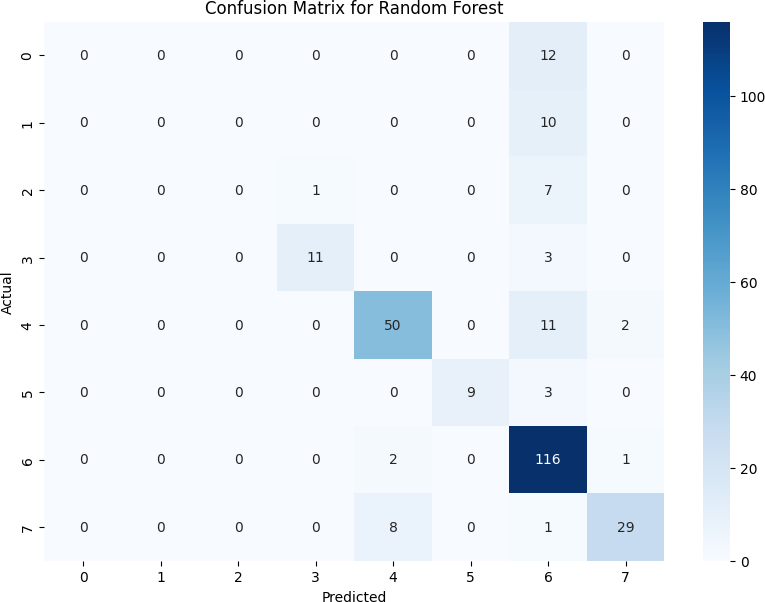 Confusion Matrix for Random Forest
0 0 0 0 0 0 0 12 0
1 0 0 0 0 0 0 10 0
2 0 0 0 1 0 0 7 0
3 0 0 0 11 0 0 3 0
4 0 0 0 0 50 0 11 2
5 0 0 0 0 0 9 3 0
6 0 0 0 0 2 0 116 1
7 0 0 0 0 8 0 1 29
0 1 2 3 4 5 6 7
Predicted
Actual
100
80
60
40
20
0